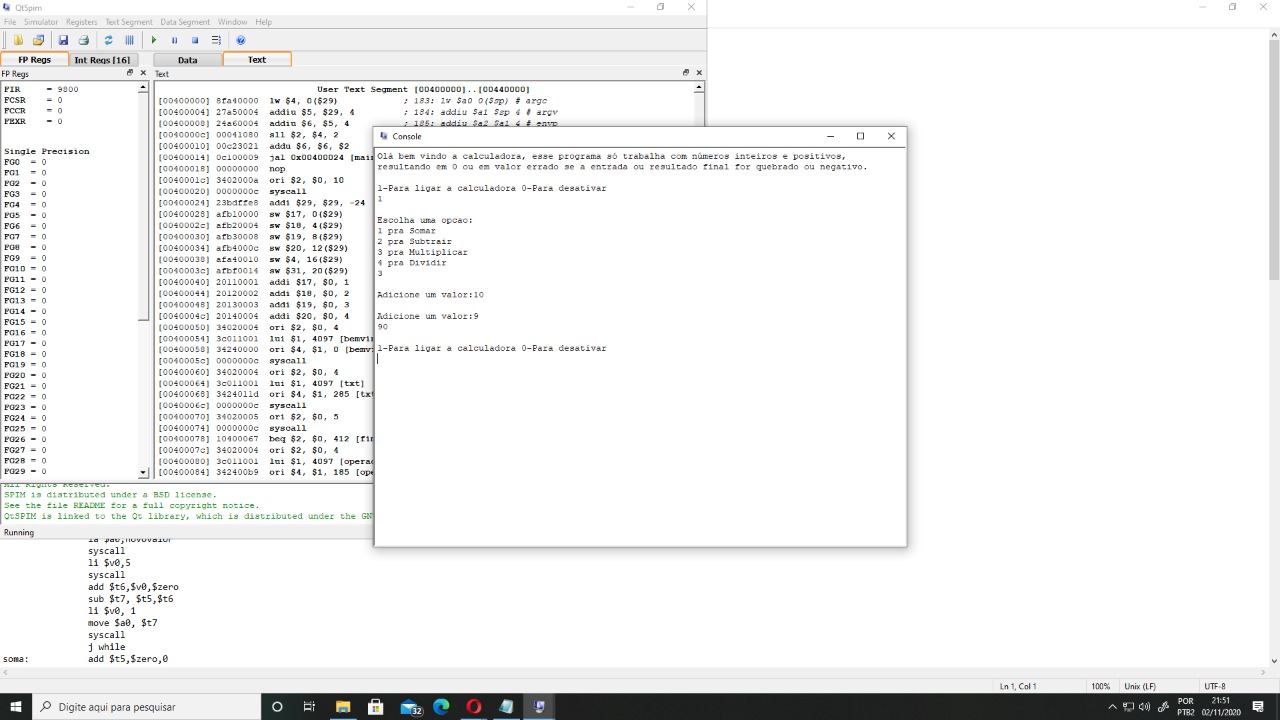 QtSpim
File Simulator Registers Text Segment Data Segment Window Help
FP Regs Int Regs [16] Data Text
FP Regs Text
FIR = 9800
FCSR = 0
FCCR = 0
FEXR = 0
Single Precision
FG0 = 0
FG1 = 0
FG2 = 0
FG3 = 0
FG4 = 0
FG5 = 0
FG6 = 0
FG7 = 0
FG8 = 0
FG9 = 0
FG10 = 0
FG11 = 0
FG12 = 0
FG13 = 0
FG14 = 0
FG15 = 0
FG16 = 0
FG17 = 0
FG18 = 0
FG19 = 0
FG20 = 0
FG21 = 0
FG22 = 0
FG23 = 0
FG24 = 0
FG25 = 0
FG26 = 0
FG27 = 0
FG28 = 0
FG29 = 0
User Text Segment [00400000]..[00440000]
[00400000] 8fa40000 lw $4, 0($29) ; 183: lw $a0 0($sp) # argc
[00400004] 27a50004 addiu $5, $29, 4 ; 184: addiu $a1 $sp 4 # argv
[00400008] 24a60004 addiu $6, $5, 4 ; 185: addiu $a2 $a1 4 # envp
[0040000c] 00041080 sll $2, $4, 2
[00400010] 00c23021 addu $6, $6, $2
[00400014] 0c100009 jal 0x00400024 [mai
[00400018] 00000000 nop
[0040001c] 3402000a ori $2, $0, 10
[00400020] 0000000c syscall
[00400024] 23bdffe8 addi $29, $29, -24
[00400028] afb10000 sw $17, 0($29)
[0040002c] afb20004 sw $18, 4($29)
[00400030] afb30008 sw $19, 8($29)
[00400034] afb4000c sw $20, 12($29)
[00400038] afa40010 sw $4, 16($29)
[0040003c] afbf0014 sw $31, 20($29)
[00400040] 20110001 addi $17, $0, 1
[00400044] 20120002 addi $18, $0, 2
[00400048] 20130003 addi $19, $0, 3
[0040004c] 20140004 addi $20, $0, 4
[00400050] 34020004 ori $2, $0, 4
[00400054] 3c011001 lui $1, 4097 [bemvi
[00400058] 34240000 ori $4, $1, 0 [bemv
[0040005c] 0000000c syscall
[00400060] 34020004 ori $2, $0, 4
[00400064] 3c011001 lui $1, 4097 [txt]
[00400068] 3424011d ori $4, $1, 285 [tx
[0040006c] 0000000c syscall
[00400070] 34020005 ori $2, $0, 5
[00400074] 0000000c syscall
[00400078] 10400067 beq $2, $0, 412 [fi
[0040007c] 34020004 ori $2, $0, 4
[00400080] 3c011001 lui $1, 4097 [opera
[00400084] 342400b9 ori $4, $1, 185 [op
Console
Olá bem vindo a calculadora, esse programa só trabalha com números inteiros e positivos,
resultando em 0 ou em valor errado se a entrada ou resultado final for quebrado ou negativo.
1-Para ligar a calculadora 0-Para desativar
1
Escolha uma opcao:
1 pra Somar
2 pra Subtrair
3 pra Multiplicar
4 pra Dividir
3
Adicione um valor:10
Adicione um valor:9
90
1-Para ligar a calculadora 0-Para desativar
All Rights Reserved.
SPIM is distributed under a BSD license.
See the file README for a full copyright notice.
QtSPIM is linked to the Qt library, which is distributed under the GN
Running
la $a0,novovalor
syscall
li $v0,5
syscall
add $t6,$v0,$zero
sub $t7, $t5,$t6
li $v0, 1
move $a0, $t7
syscall
j while
soma: add $t5,$zero,0
Ln 1, Col 1 100% Unix (LF) UTF-8
Digite aqui para pesquisar
32
POR
PTB2
21:51
02/11/2020